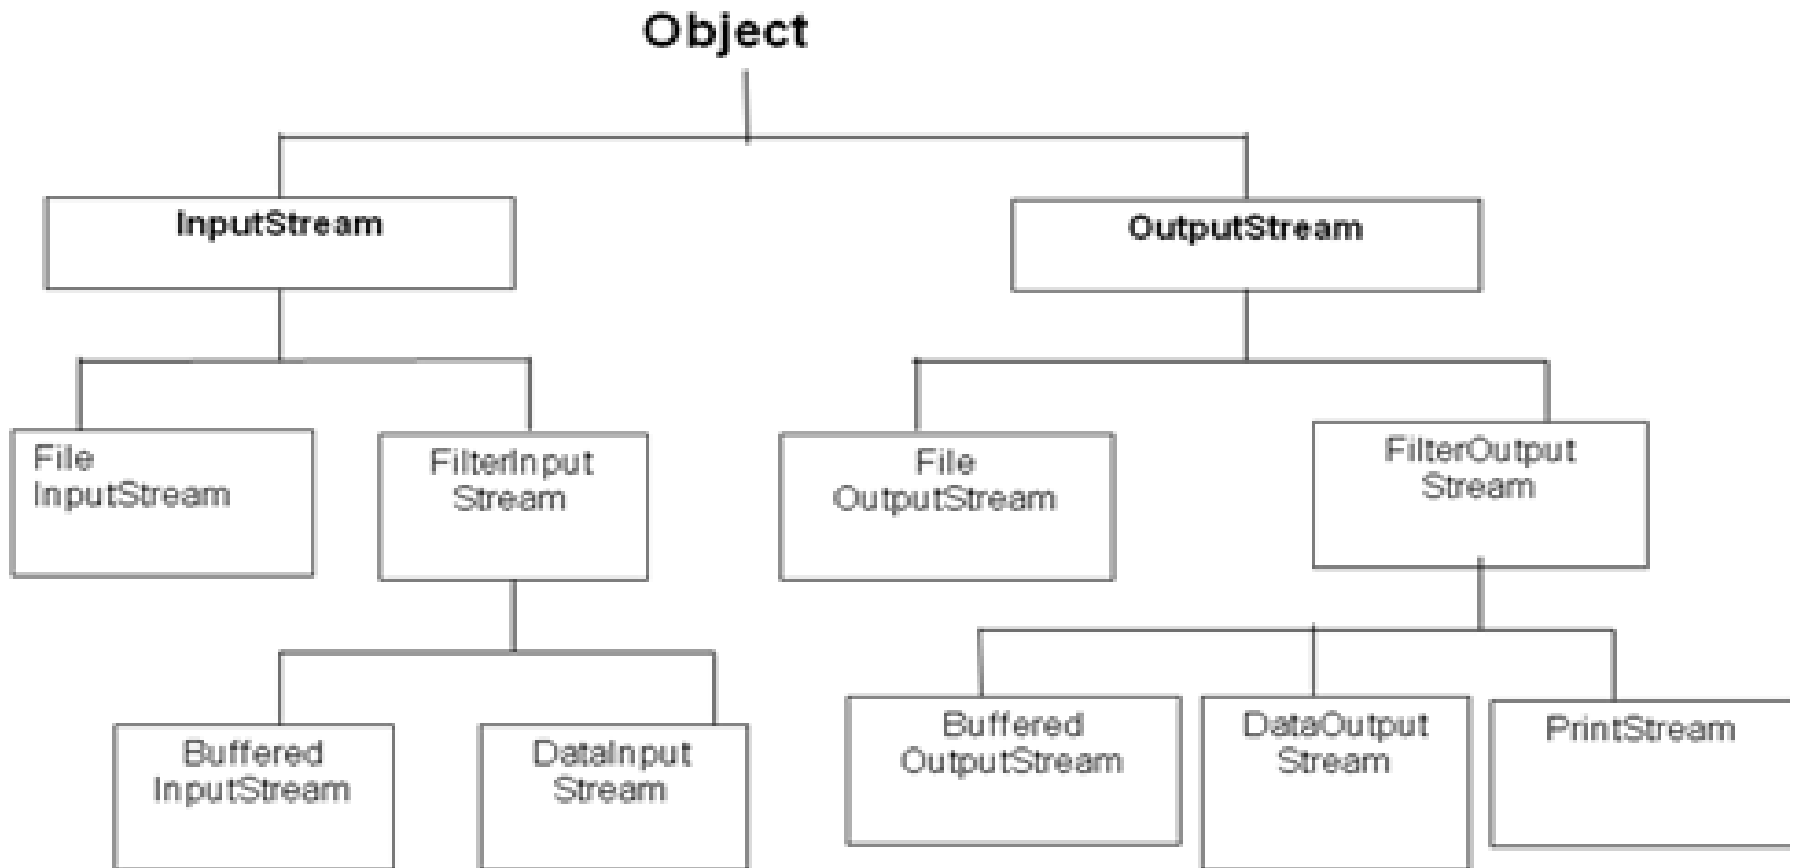 Object
InputStream
OutputStream
File
InputStream
FilterInput
Stream
File
OutputStream
FilterOutput
Stream
Buffered
InputStream
DataInput
Stream
Buffered
OutputStream
DataOutput
Stream
PrintStream